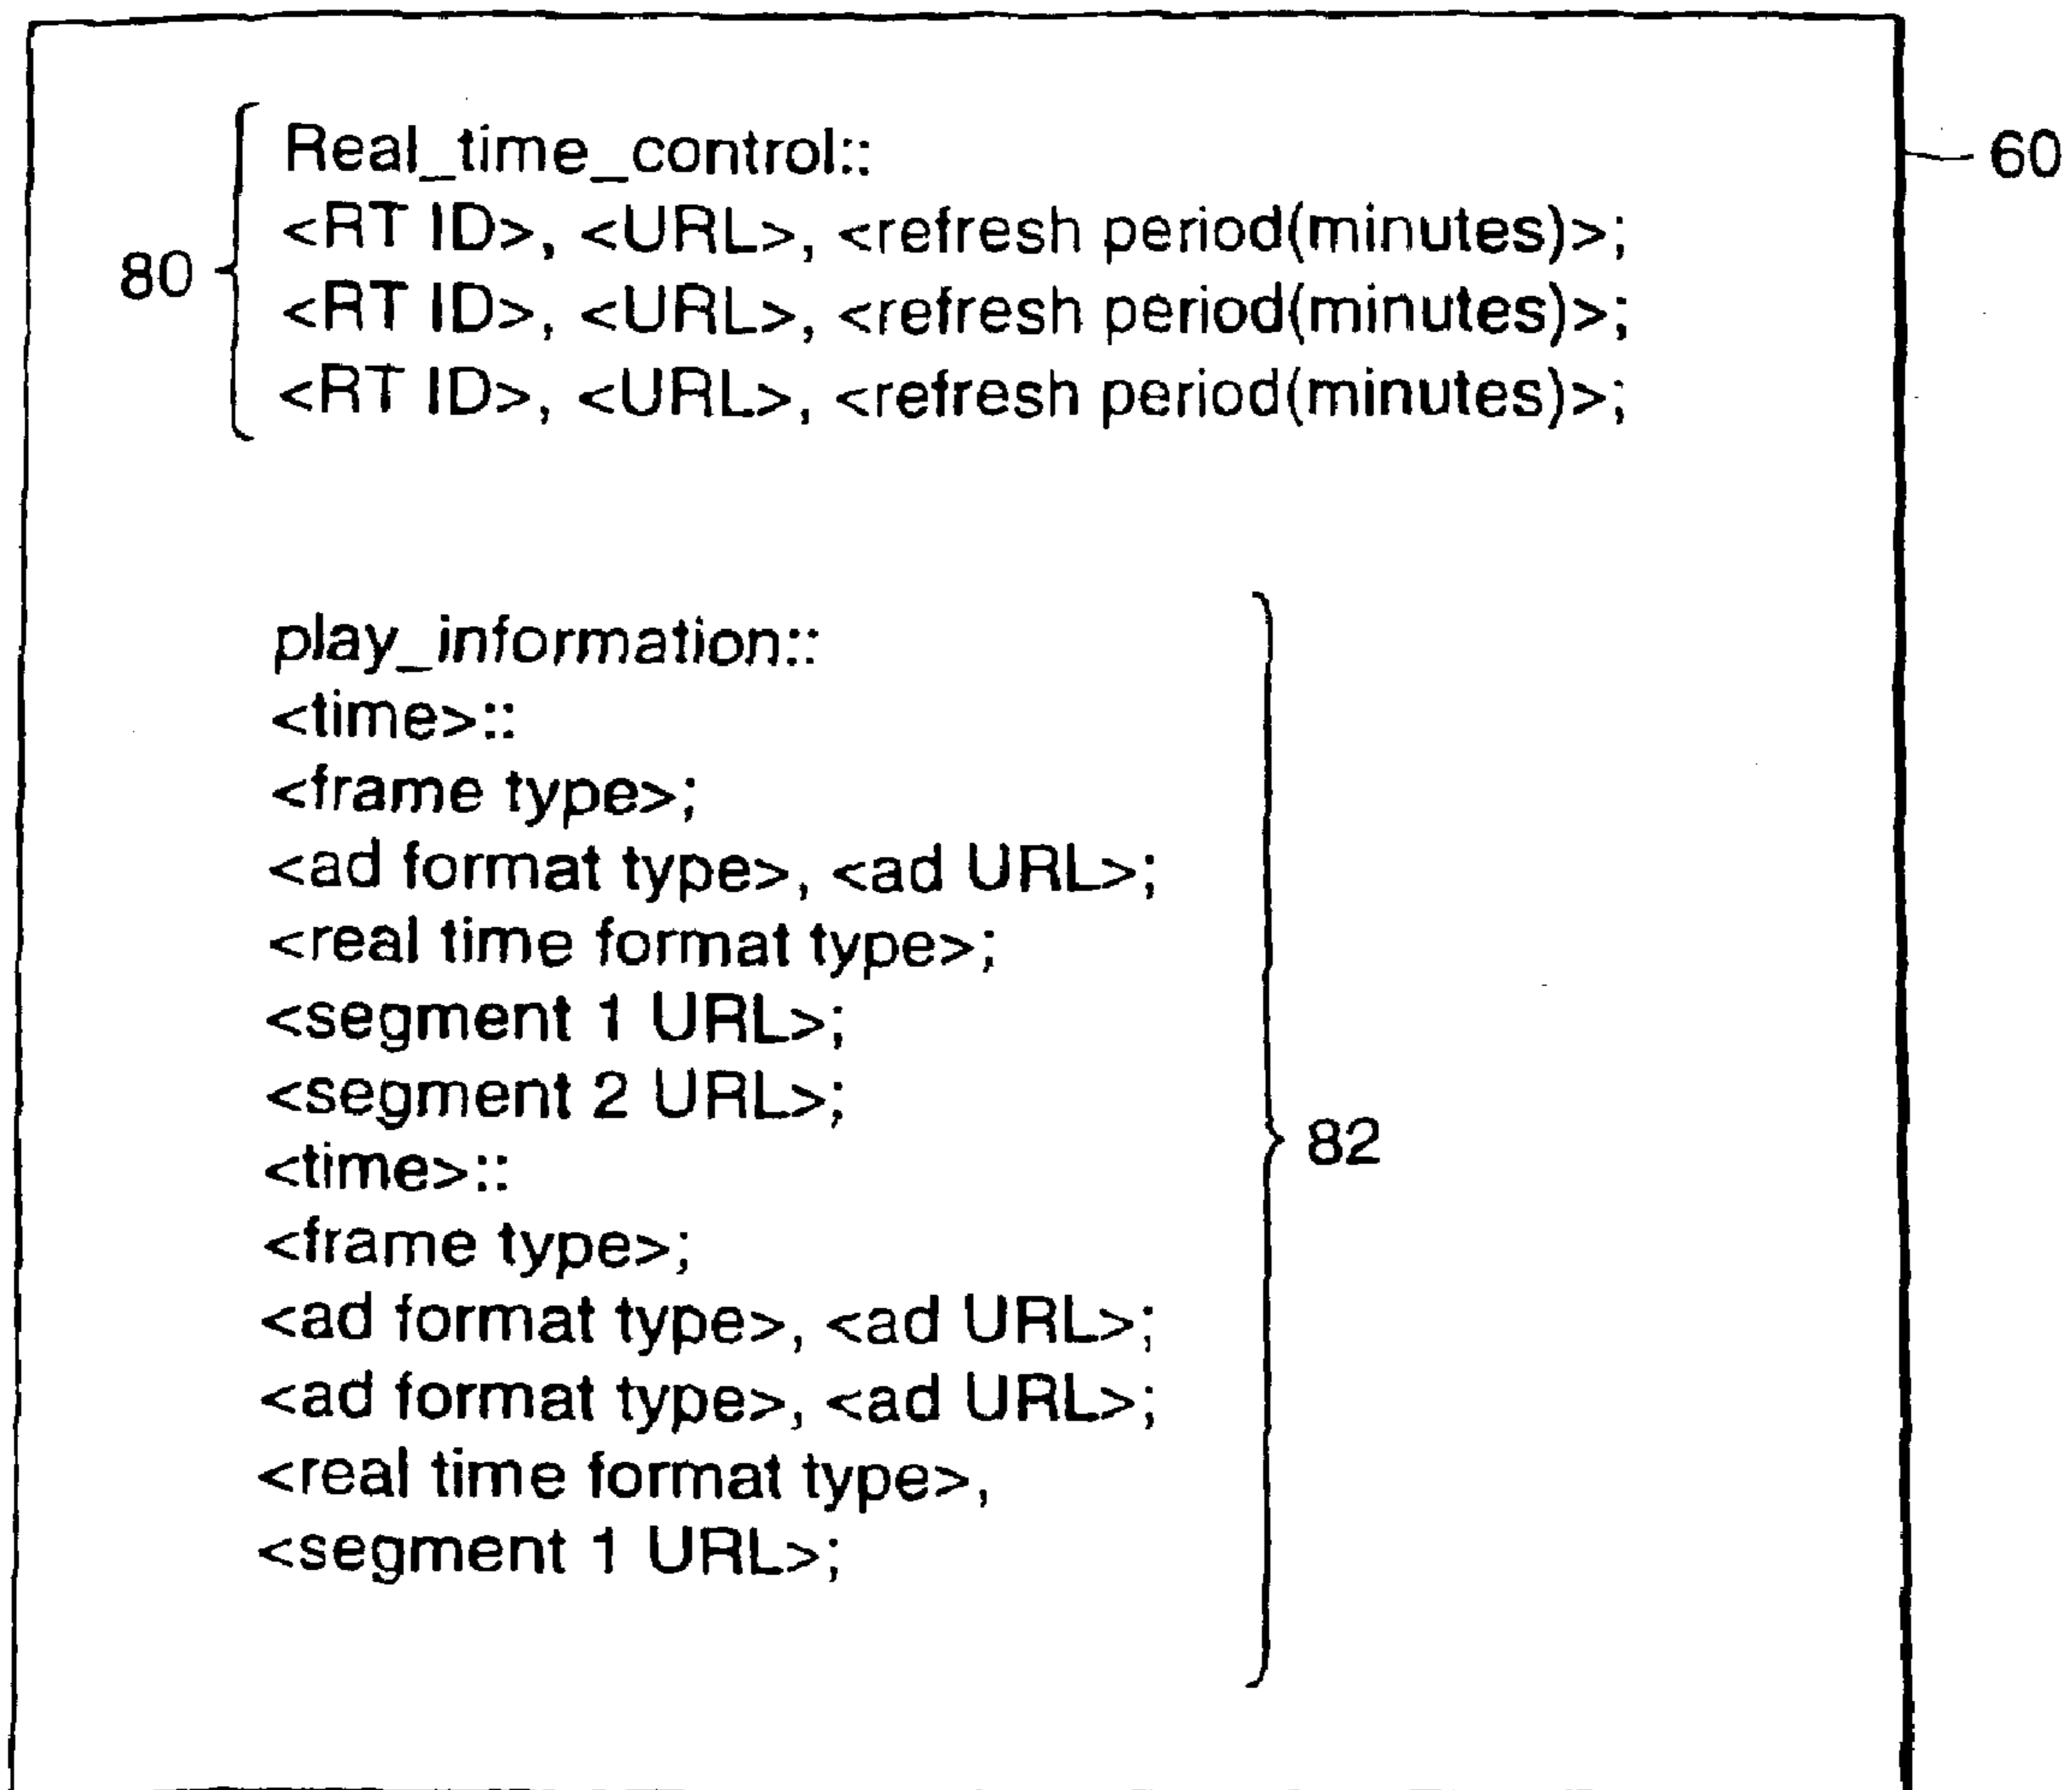 Real_time_control::
<RT ID>, <URL>, <refresh period(minutes)>;
<RT ID>, <URL>, <refresh period(minutes)>;
<RT ID>, <URL>, <refresh period(minutes)>;
80
60
play_information::
<time>::
<frame type>;
<ad format type>, <ad URL>;
<real time format type>;
<segment 1 URL>;
<segment 2 URL>;
<time>::
<frame type>;
<ad format type>, <ad URL>;
<ad format type>, <ad URL>;
<real time format type>,
<segment 1 URL>;
82